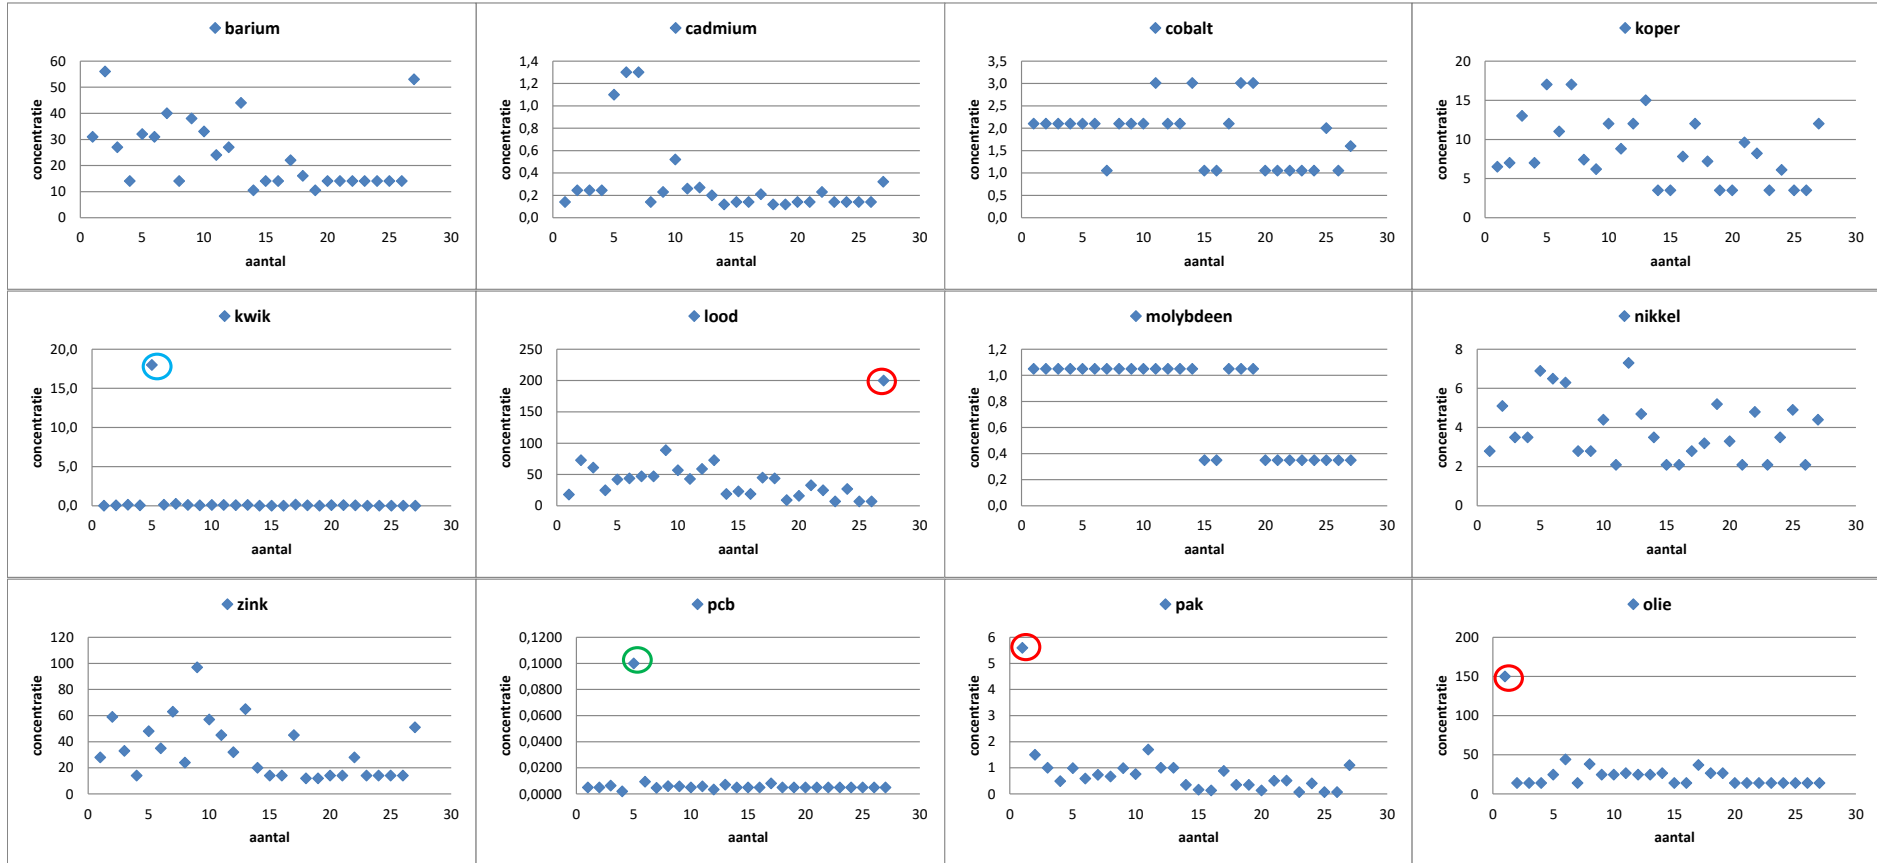 barium
60
50
40
30
20
10
0
concentratie
0 5 10 15 20 25 30
aantal
cadmium
1,4
1,2
1,0
0,8
0,6
0,4
0,2
0,0
concentratie
0 5 10 15 20 25 30
aantal
cobalt
3,5
3,0
2,5
2,0
1,5
1,0
0,5
0,0
concentratie
0 5 10 15 20 25 30
aantal
koper
20
15
10
5
0
concentratie
0 5 10 15 20 25 30
aantal
kwik
20,0
15,0
10,0
5,0
0,0
concentratie
0 5 10 15 20 25 30
aantal
lood
250
200
150
100
50
0
concentratie
0 5 10 15 20 25 30
aantal
molybdeen
1,2
1,0
0,8
0,6
0,4
0,2
0,0
concentratie
0 5 10 15 20 25 30
aantal
nikkel
8
6
4
2
0
concentratie
0 5 10 15 20 25 30
aantal
zink
120
100
80
60
40
20
0
concentratie
0 5 10 15 20 25 30
aantal
pcb
0,1200
0,1000
0,0800
0,0600
0,0400
0,0200
0,0000
concentratie
0 5 10 15 20 25 30
aantal
pak
6
5
4
3
2
1
0
concentratie
0 5 10 15 20 25 30
aantal
olie
200
150
100
50
0
concentratie
0 5 10 15 20 25 30
aantal